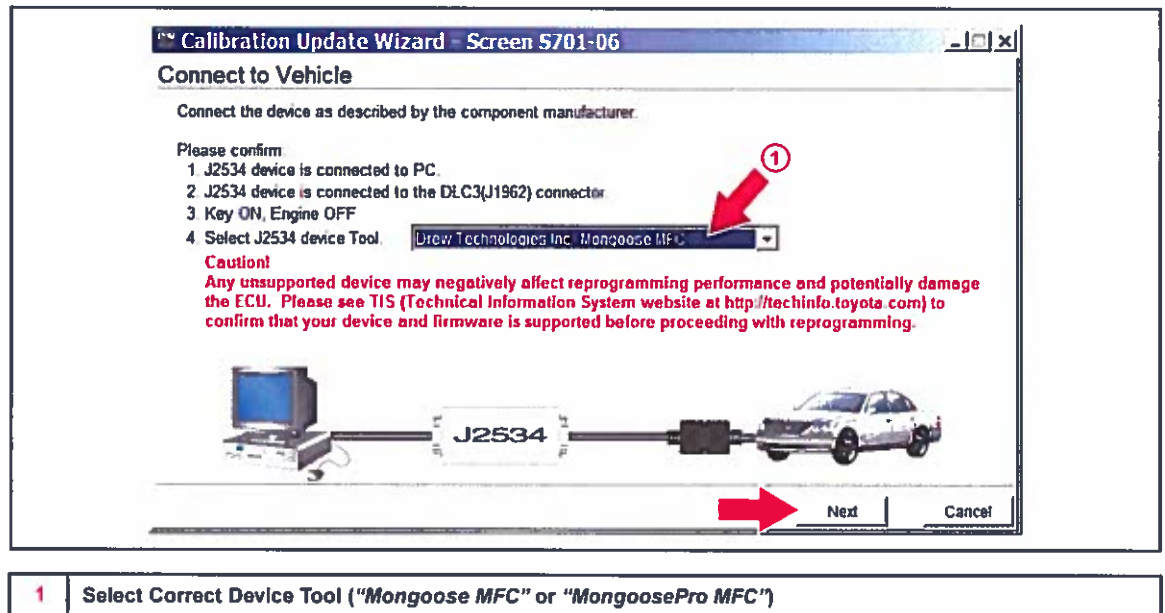 Calibration Update Wizard - Screen S701-06
Connect to Vehicle
Connect the device as described by the component manufacturer.
Please confirm
1. J2534 device is connected to PC.
2. J2534 device is connected to the DLC3(J1962) connector.
3. Key ON, Engine OFF
4. Select J2534 device Tool. Drew Technologies Inc. Mongoose MFC
1
Caution!
Any unsupported device may negatively affect reprogramming performance and potentially damage
the ECU. Please see TIS (Technical Information System website at http://techinfo.toyota.com) to
confirm that your device and firmware is supported before proceeding with reprogramming.
J2534
Next Cancel
1 Select Correct Device Tool ("Mongoose MFC" or "MongoosePro MFC")